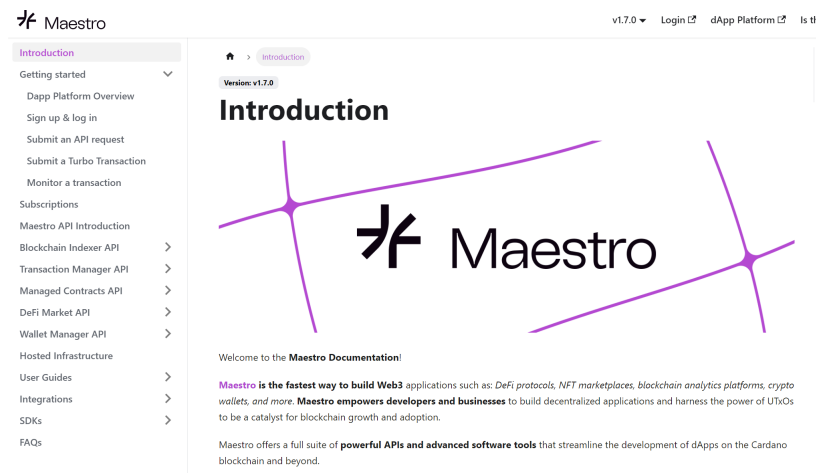 Maestro
v1.7.0
Login
dApp Platform
Is
Introduction
Getting started
Dapp Platform Overview
Sign up & log in
Submit an API request
Submit a Turbo Transaction
Monitor a transaction
Subscriptions
Maestro API Introduction
Blockchain Indexer API
Transaction Manager API
Managed Contracts API
DeFi Market API
Wallet Manager API
Hosted Infrastructure
User Guides
Integrations
SDKs
FAQs
Introduction
Version: v1.7.0
Introduction
Maestro
Welcome to the Maestro Documentation!
Maestro is the fastest way to build Web3 applications such as: DeFi protocols, NFT marketplaces, blockchain analytics platforms, crypto
wallets, and more. Maestro empowers developers and businesses to build decentralized applications and harness the power of UTxOs
to be a catalyst for blockchain growth and adoption.
Maestro offers a full suite of powerful APIs and advanced software tools that streamline the development of dApps on the Cardano
blockchain and beyond.